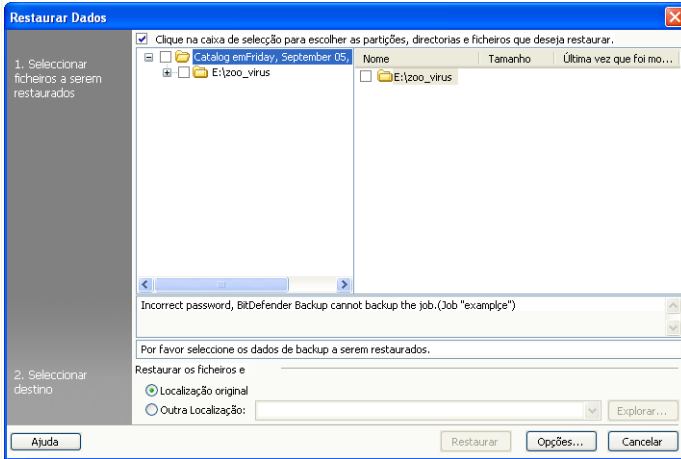 Restaurar Dados
Clique na caixa de selecção para escolher as partições, directorias e ficheiros que deseja restaurar.
1. Seleccionar
ficheiros a serem
restaurados
Catalog emFriday, September 05,
E:\zoo_virus
Nome Tamanho Última vez que foi mo...
E:\zoo_virus
Incorrect password, BitDefender Backup cannot backup the job.(Job "examplçe")
Por favor seleccione os dados de backup a serem restaurados.
2. Seleccionar
destino
Restaurar os ficheiros e
Localização original
Outra Localização:
Explorar...
Ajuda
Restaurar
Opções...
Cancelar